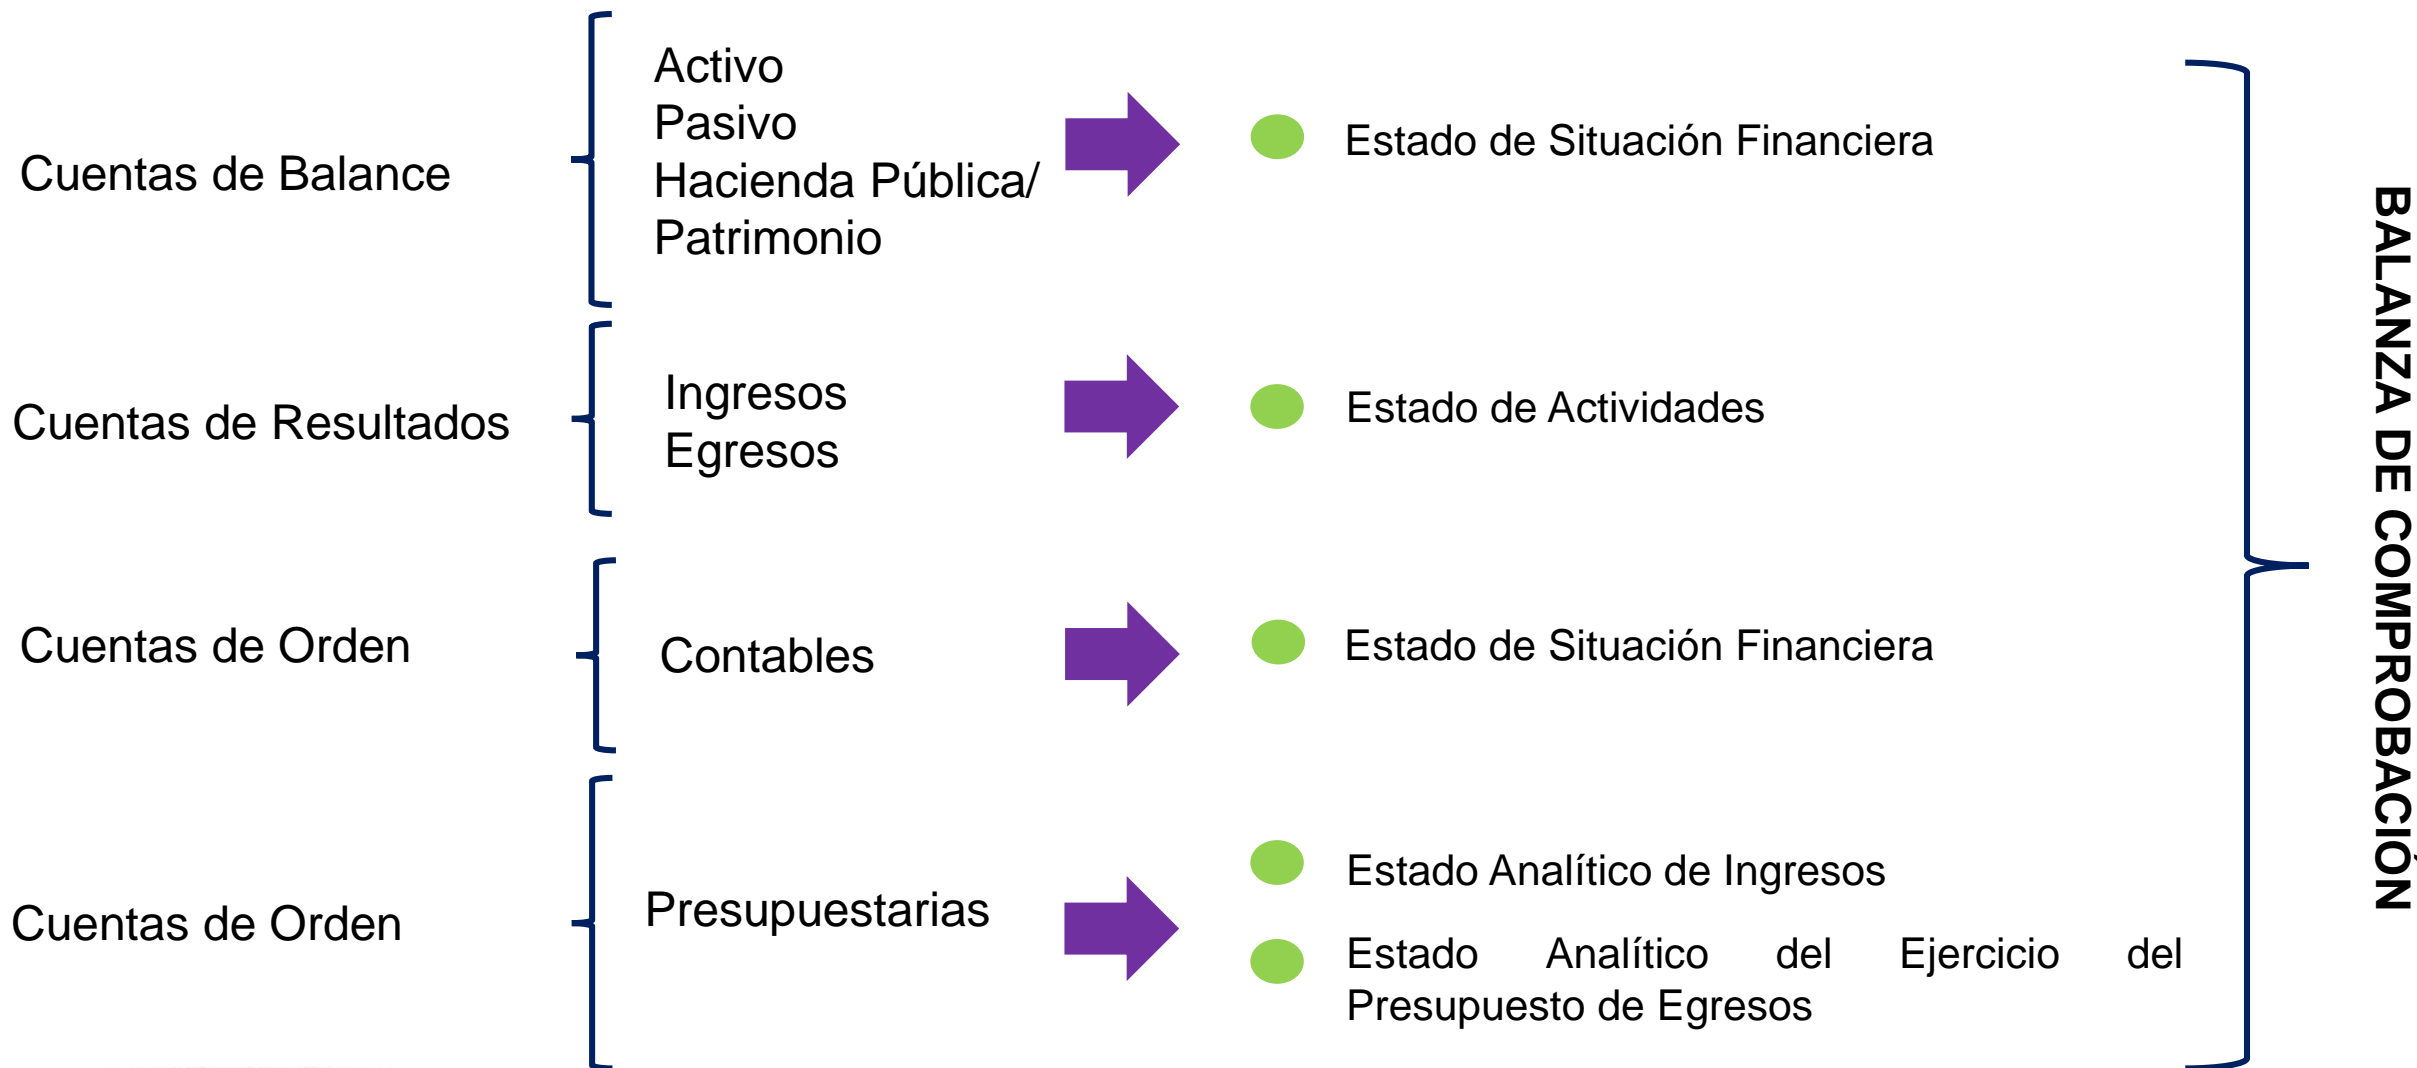 Cuentas de Balance
Activo
Pasivo
Hacienda Pública/
Patrimonio
Estado de Situación Financiera
Cuentas de Resultados
Ingresos
Egresos
Estado de Actividades
Cuentas de Orden
Contables
Estado de Situación Financiera
Cuentas de Orden
Presupuestarias
Estado Analítico de Ingresos
Estado Analítico del Ejercicio del
Presupuesto de Egresos
BALANZA DE COMPROBACIÓN